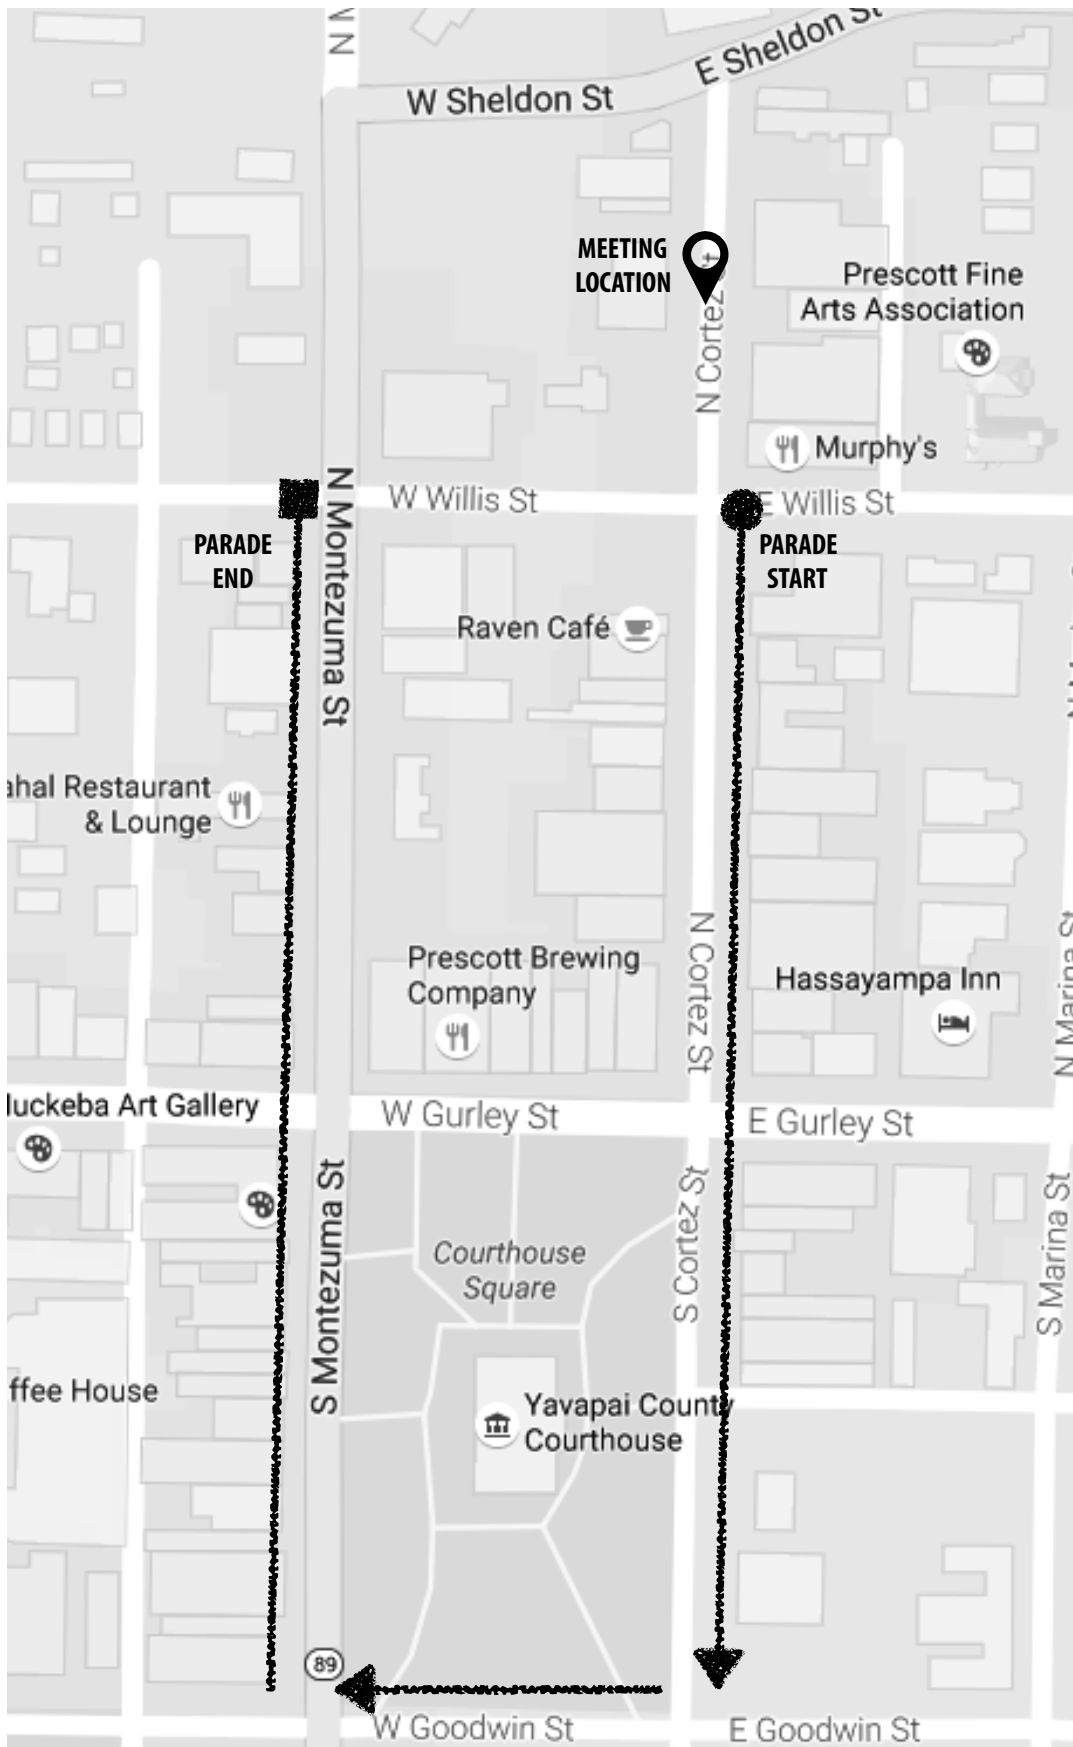 N
E Sheldon St
W Sheldon St
MEETING
LOCATION
N Cortez St
Prescott Fine
Arts Association
Murphy's
N Montezuma St
W Willis St
E Willis St
PARADE
END
PARADE
START
Raven Café
ahal Restaurant
& Lounge
N Cortez St
N Marina St
Prescott Brewing
Company
Hassayampa Inn
luckeba Art Gallery
W Gurley St
E Gurley St
S Montezuma St
S Cortez St
S Marina St
Courthouse
Square
ffee House
Yavapai County
Courthouse
89
W Goodwin St
E Goodwin St